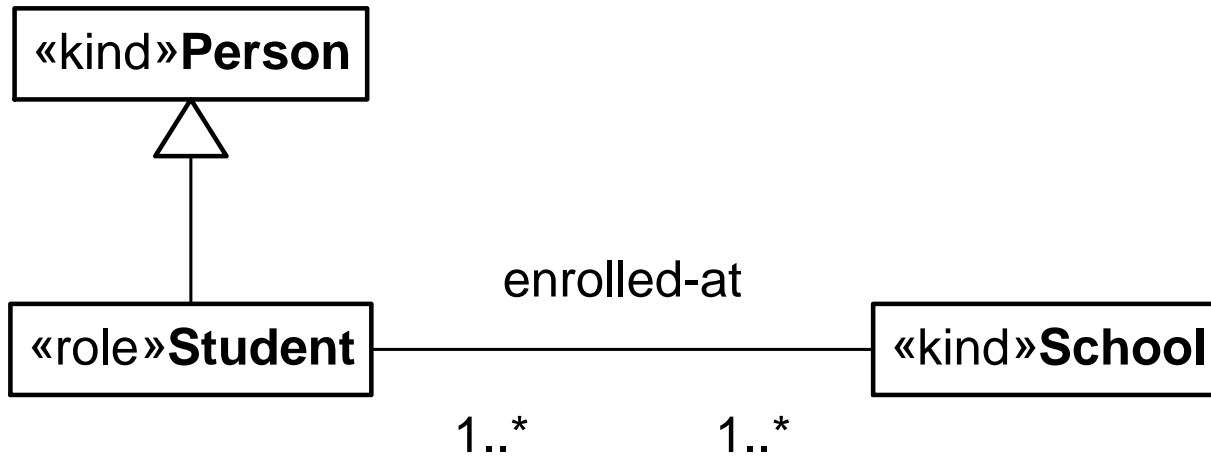 «kind»Person
enrolled-at
«role»Student
«kind»School
1..*
1..*